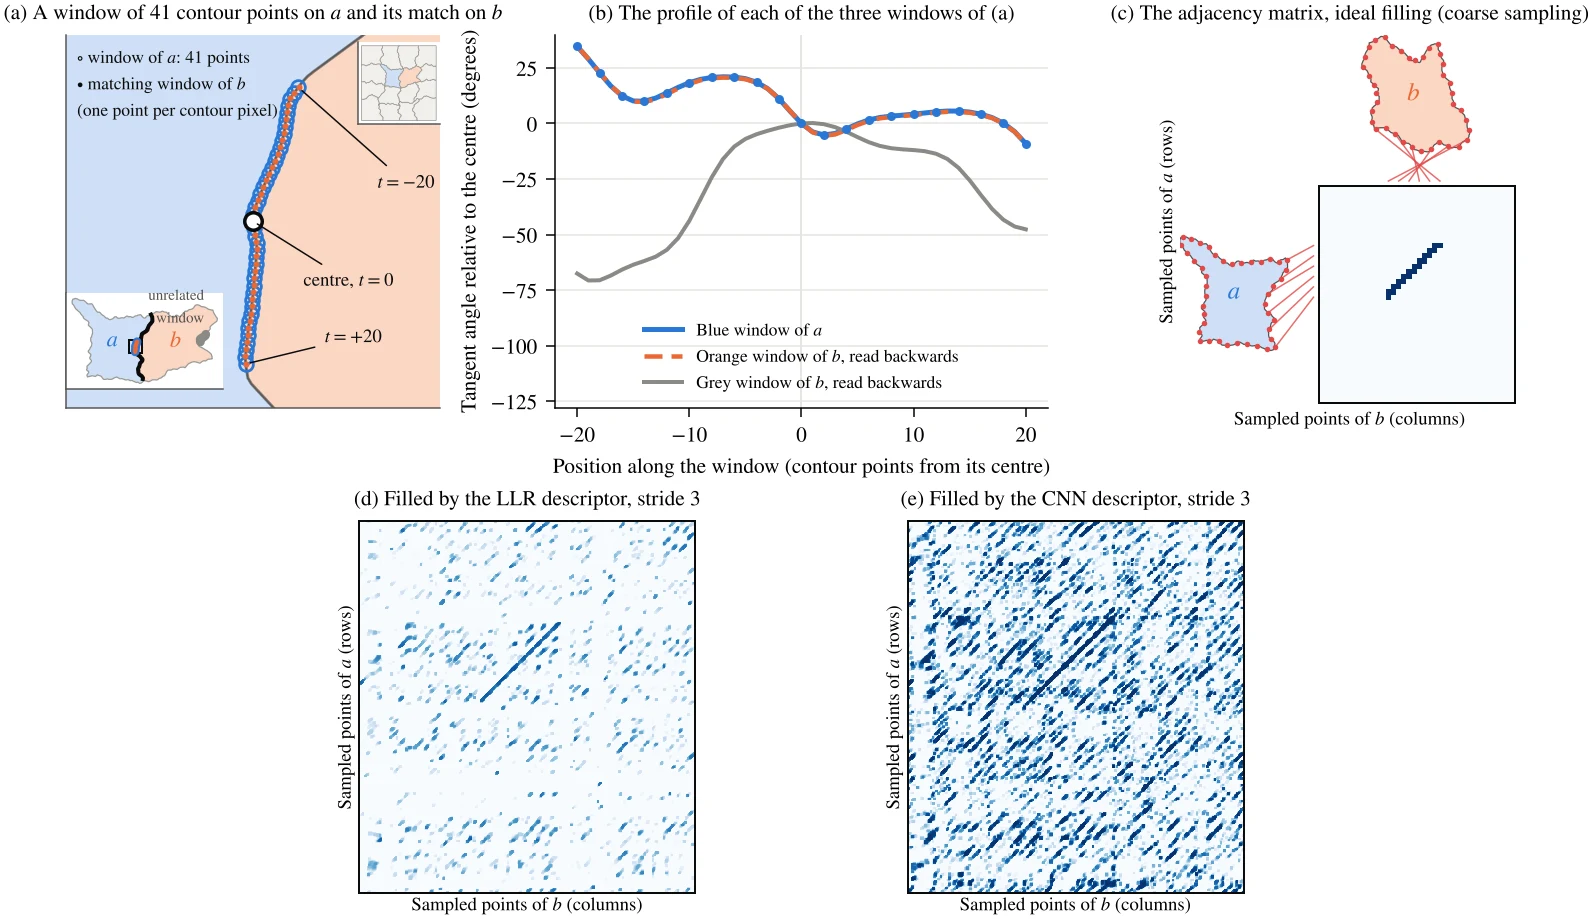 (a) A window of 41 contour points on a and its match on b
window of a: 41 points
matching window of b
(one point per contour pixel)
t = −20
centre, t = 0
t = +20
unrelated
window
a
b
(b) The profile of each of the three windows of (a)
Tangent angle relative to the centre (degrees)
25
0
−25
−50
−75
−100
−125
Blue window of a
Orange window of b, read backwards
Grey window of b, read backwards
−20
−10
0
10
20
Position along the window (contour points from its centre)
(c) The adjacency matrix, ideal filling (coarse sampling)
b
Sampled points of a (rows)
a
Sampled points of b (columns)
(d) Filled by the LLR descriptor, stride 3
Sampled points of a (rows)
Sampled points of b (columns)
(e) Filled by the CNN descriptor, stride 3
Sampled points of a (rows)
Sampled points of b (columns)